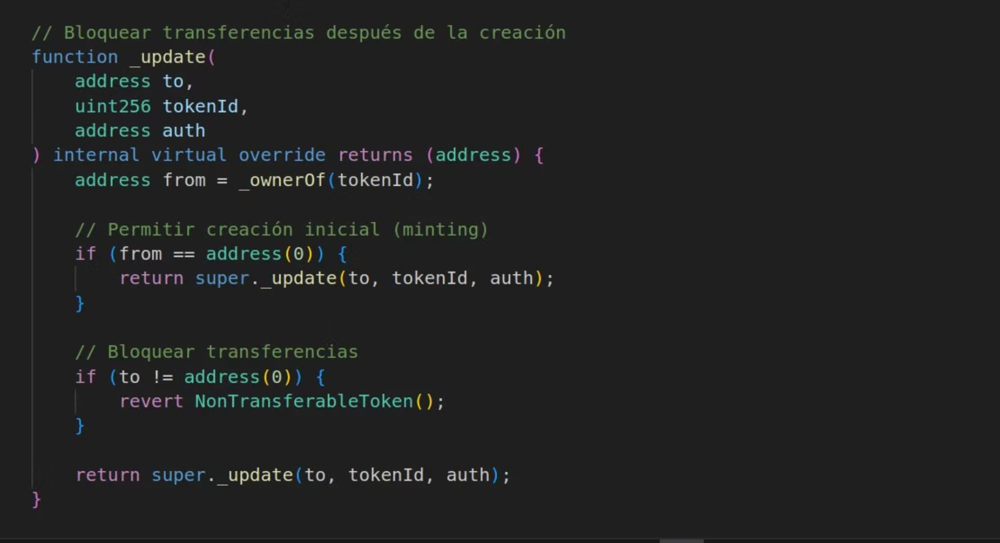 // Bloquear transferencias después de la creación
function _update(
    address to,
    uint256 tokenId,
    address auth
) internal virtual override returns (address) {
    address from = _ownerOf(tokenId);
    // Permitir creación inicial (minting)
    if (from == address(0)) {
        return super._update(to, tokenId, auth);
    }
    // Bloquear transferencias
    if (to != address(0)) {
        revert NonTransferableToken();
    }
    return super._update(to, tokenId, auth);
}